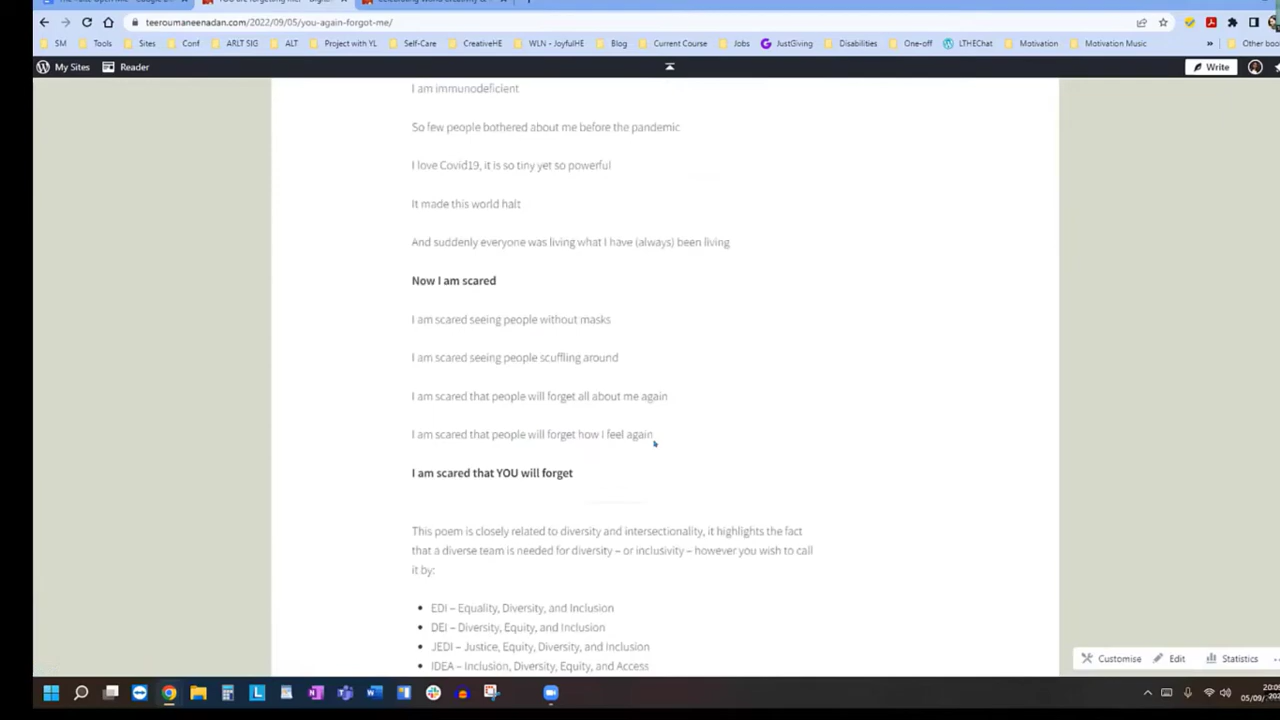 You are forgetting me
teeroumaneenadan.com/2022/09/05/you-again-forgot-me/
SM Tools Sites Conf ARLT SIG ALT Project with YL Self-Care CreativeHE WLN - JoyfulHE Blog Current Course Jobs JustGiving Disabilities One-off LTHEChat Motivation Motivation Music » Other boo
My Sites Reader Write
I am immunodeficient
So few people bothered about me before the pandemic
I love Covid19, it is so tiny yet so powerful
It made this world halt
And suddenly everyone was living what I have (always) been living
Now I am scared
I am scared seeing people without masks
I am scared seeing people scuffling around
I am scared that people will forget all about me again
I am scared that people will forget how I feel again
I am scared that YOU will forget
This poem is closely related to diversity and intersectionality, it highlights the fact
that a diverse team is needed for diversity – or inclusivity – however you wish to call
it by:
• EDI – Equality, Diversity, and Inclusion
• DEI – Diversity, Equity, and Inclusion
• JEDI – Justice, Equity, Diversity, and Inclusion
• IDEA – Inclusion, Diversity, Equity, and Access
Customise Edit Statistics
20:0
05/09/